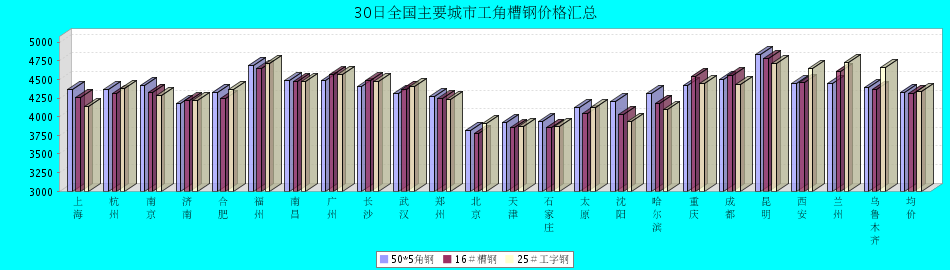 30日全国主要城市工角槽钢价格汇总
5000
4750
4500
4250
4000
3750
3500
3250
3000
上海
杭州
南京
济南
合肥
福州
南昌
广州
长沙
武汉
郑州
北京
天津
石家庄
太原
沈阳
哈尔滨
重庆
成都
昆明
西安
兰州
乌鲁木齐
均价
50*5角钢
16#槽钢
25#工字钢